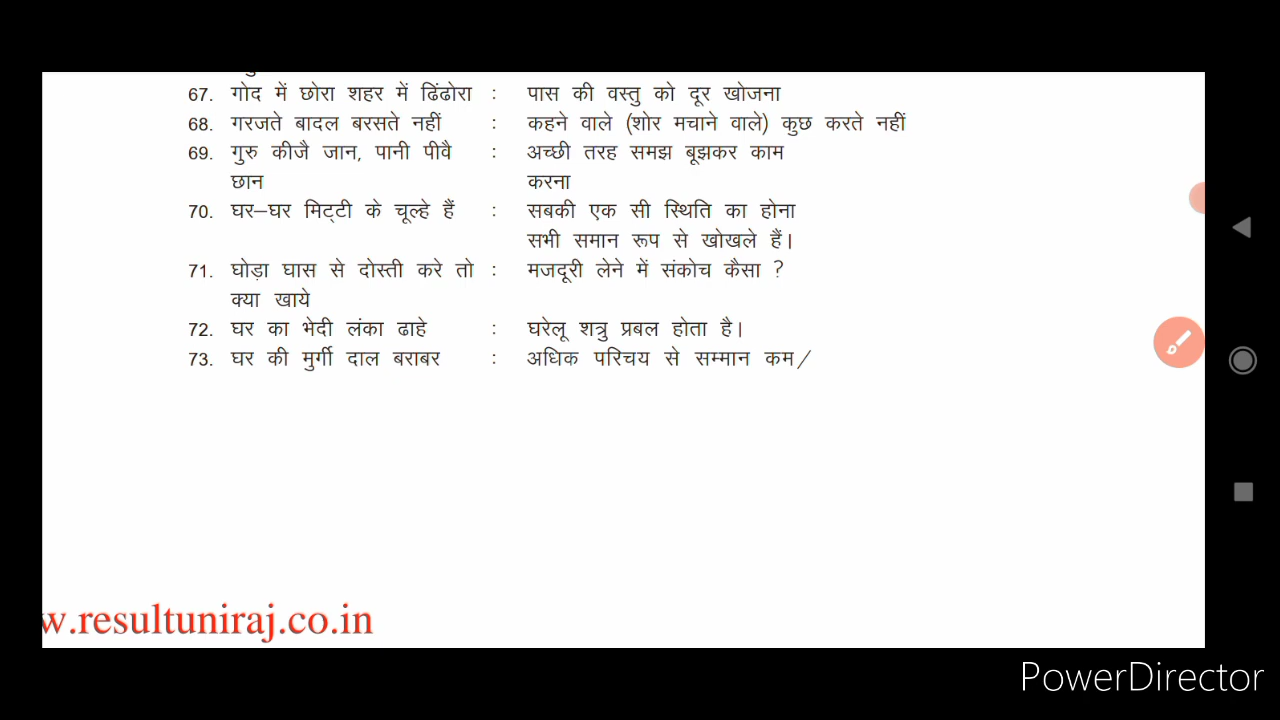 67. गोद में छोरा शहर में ढिंढोरा : पास की वस्तु को दूर खोजना
68. गरजते बादल बरसते नहीं : कहने वाले (शोर मचाने वाले) कुछ करते नहीं
69. गुरु कीजै जान, पानी पीवै : अच्छी तरह समझ बूझकर काम
छान करना
70. घर–घर मिट्टी के चूल्हे हैं : सबकी एक सी स्थिति का होना
सभी समान रूप से खोखले हैं।
71. घोड़ा घास से दोस्ती करे तो : मजदूरी लेने में संकोच कैसा ?
क्या खाये
72. घर का भेदी लंका ढाहे : घरेलू शत्रु प्रबल होता है।
73. घर की मुर्गी दाल बराबर : अधिक परिचय से सम्मान कम/
w.resultuniraj.co.in
PowerDirector